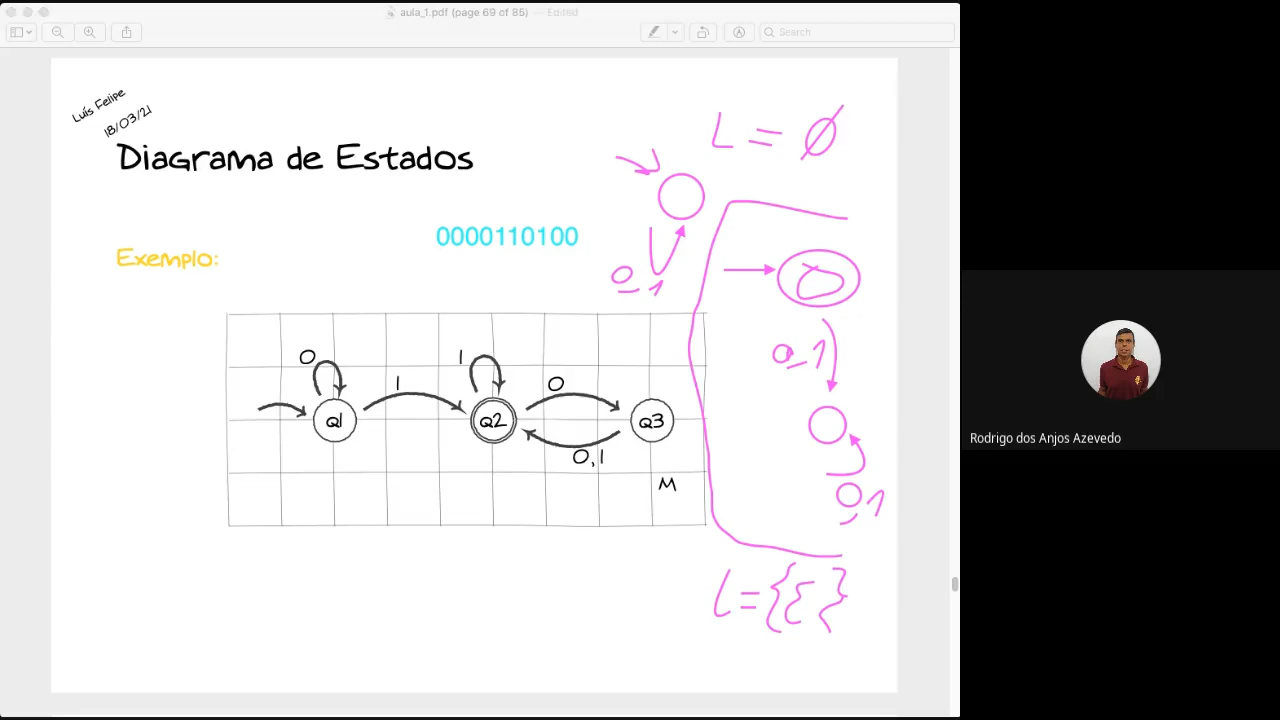 aula_1.pdf (page 69 of 85) — Edited
Search
Luís Felipe
18/03/21
Diagrama de Estados
L = Ø
0000110100
Exemplo:
0,1
0,1
0
1
1
0
Q1
Q2
Q3
0,1
M
0,1
L={ε}
Rodrigo dos Anjos Azevedo